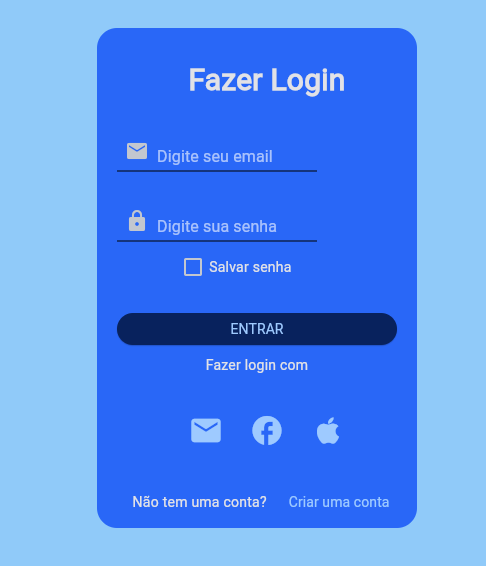 Fazer Login
Digite seu email
Digite sua senha
Salvar senha
ENTRAR
Fazer login com
Não tem uma conta? Criar uma conta